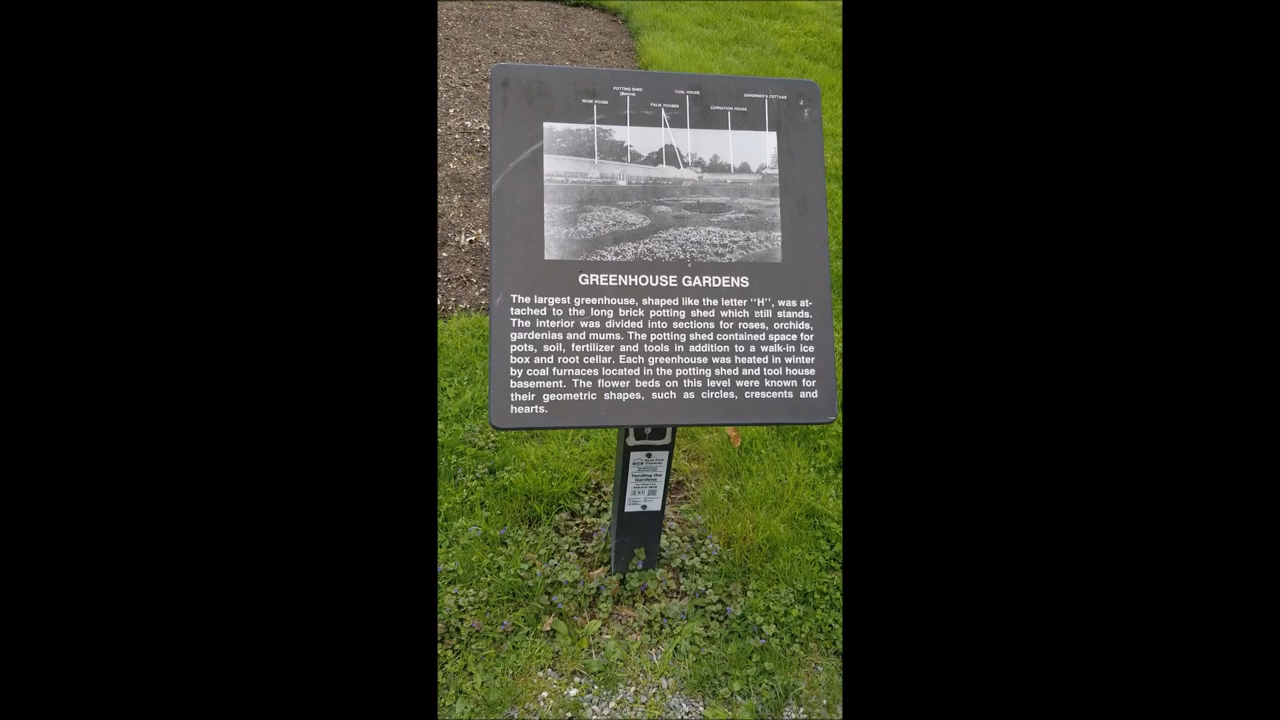 POTTING SHED
(Behind)
TOOL HOUSE
GARDENER'S COTTAGE
ROSE HOUSE
PALM HOUSES
CARNATION HOUSE
GREENHOUSE GARDENS
The largest greenhouse, shaped like the letter "H", was at-
tached to the long brick potting shed which still stands.
The interior was divided into sections for roses, orchids,
gardenias and mums. The potting shed contained space for
pots, soil, fertilizer and tools in addition to a walk-in ice
box and root cellar. Each greenhouse was heated in winter
by coal furnaces located in the potting shed and tool house
basement. The flower beds on this level were known for
their geometric shapes, such as circles, crescents and
hearts.
Tending the
Gardens